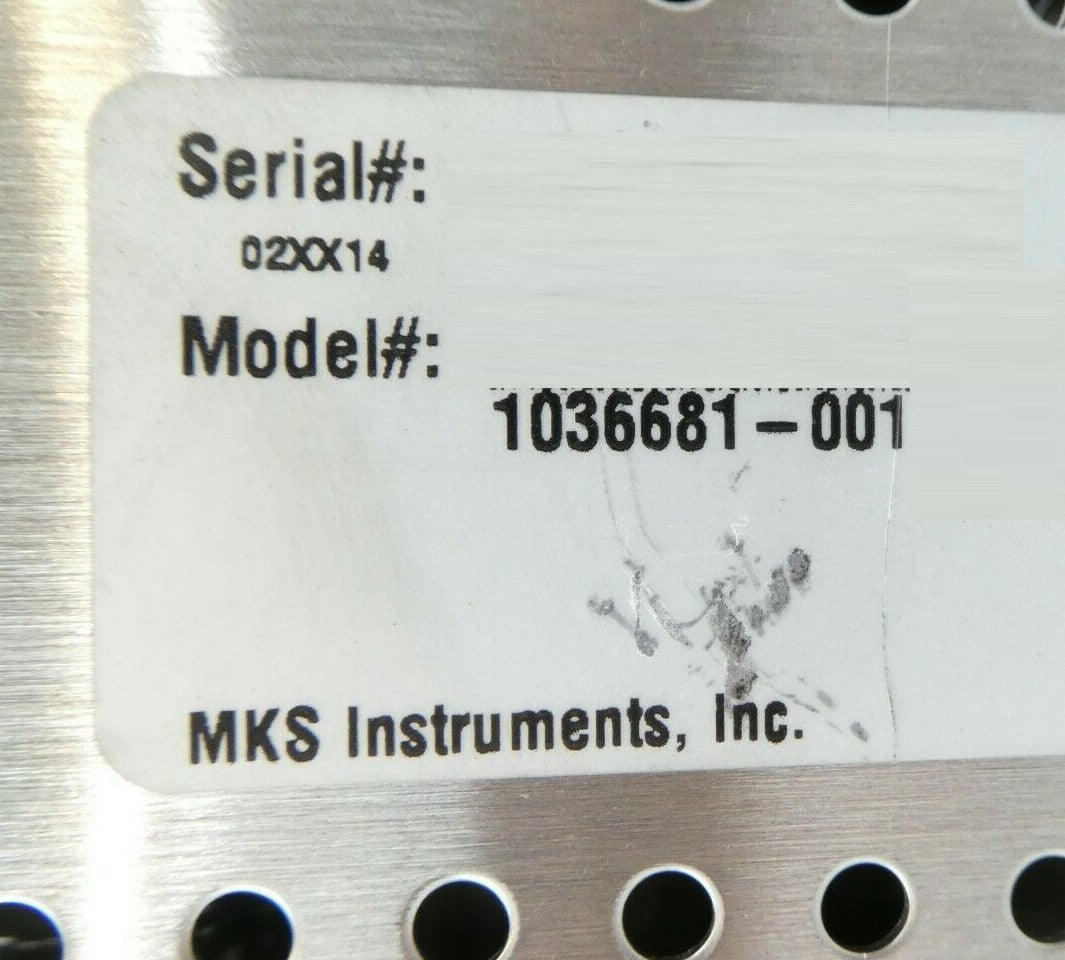 Serial#:
02XX14
Model#:
1036681-001
MKS Instruments, Inc.